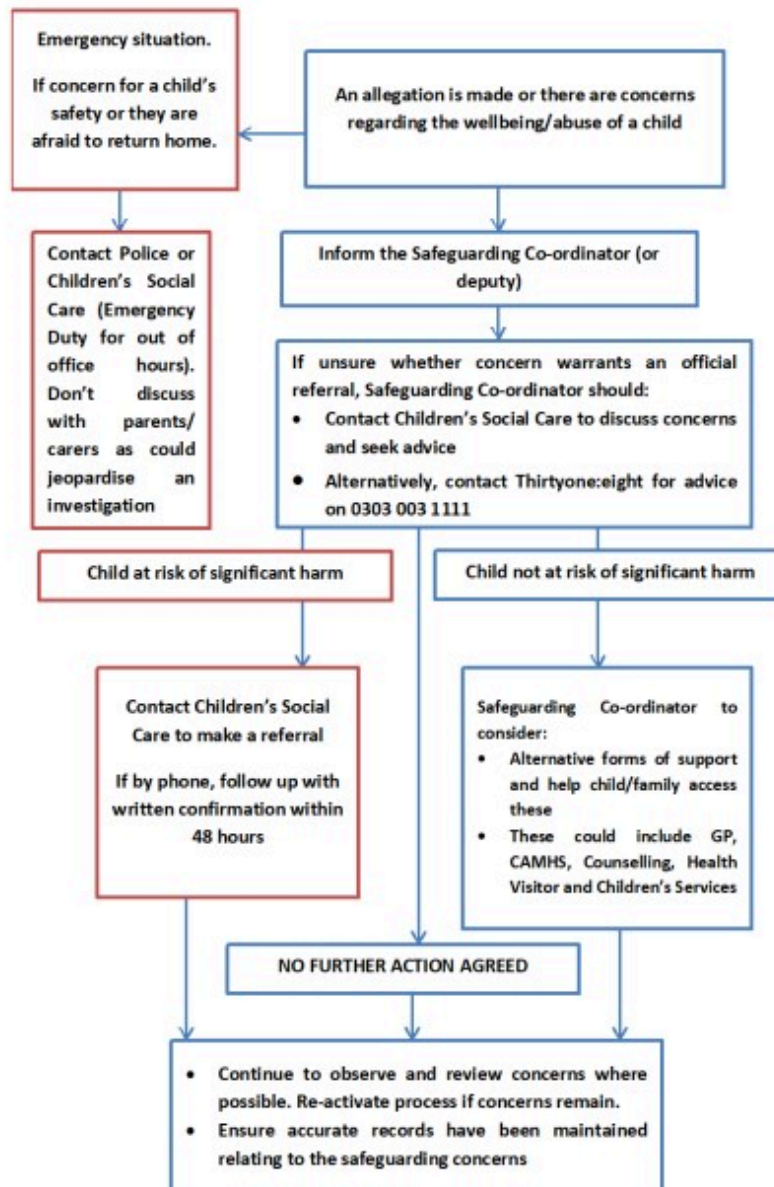 Emergency situation.
If concern for a child's
safety or they are
afraid to return home.
An allegation is made or there are concerns
regarding the wellbeing/abuse of a child
Contact Police or
Children's Social
Care (Emergency
Duty for out of
office hours).
Don't discuss
with parents/
carers as could
jeopardise an
investigation
Inform the Safeguarding Co-ordinator (or
deputy)
If unsure whether concern warrants an official
referral, Safeguarding Co-ordinator should:
• Contact Children's Social Care to discuss concerns
and seek advice
• Alternatively, contact Thirtyone:eight for advice
on 0303 003 1111
Child at risk of significant harm
Child not at risk of significant harm
Contact Children's Social
Care to make a referral
If by phone, follow up with
written confirmation within
48 hours
Safeguarding Co-ordinator to
consider:
• Alternative forms of support
and help child/family access
these
• These could include GP,
CAMHS, Counselling, Health
Visitor and Children's Services
NO FURTHER ACTION AGREED
• Continue to observe and review concerns where
possible. Re-activate process if concerns remain.
• Ensure accurate records have been maintained
relating to the safeguarding concerns